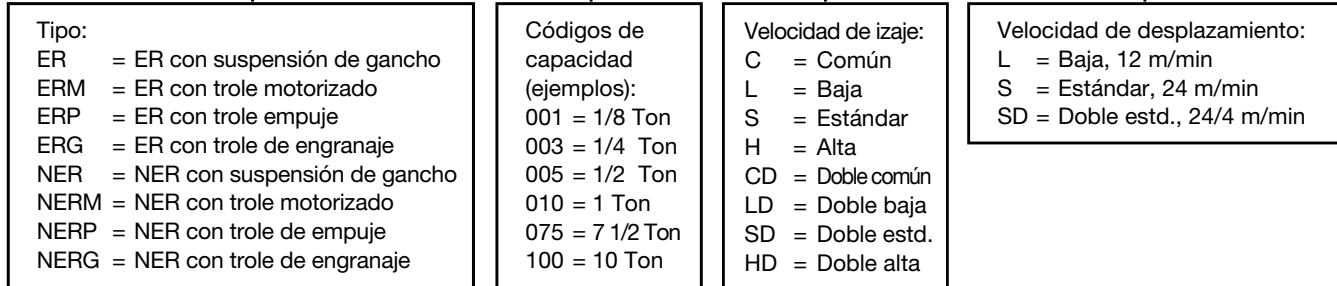 Tipo:
ER = ER con suspensión de gancho
ERM = ER con trole motorizado
ERP = ER con trole empuje
ERG = ER con trole de engranaje
NER = NER con suspensión de gancho
NERM = NER con trole motorizado
NERP = NER con trole de empuje
NERG = NER con trole de engranaje
Códigos de
capacidad
(ejemplos):
001 = 1/8 Ton
003 = 1/4 Ton
005 = 1/2 Ton
010 = 1 Ton
075 = 7 1/2 Ton
100 = 10 Ton
Velocidad de izaje:
C = Común
L = Baja
S = Estándar
H = Alta
CD = Doble común
LD = Doble baja
SD = Doble estd.
HD = Doble alta
Velocidad de desplazamiento:
L = Baja, 12 m/min
S = Estándar, 24 m/min
SD = Doble estd., 24/4 m/min